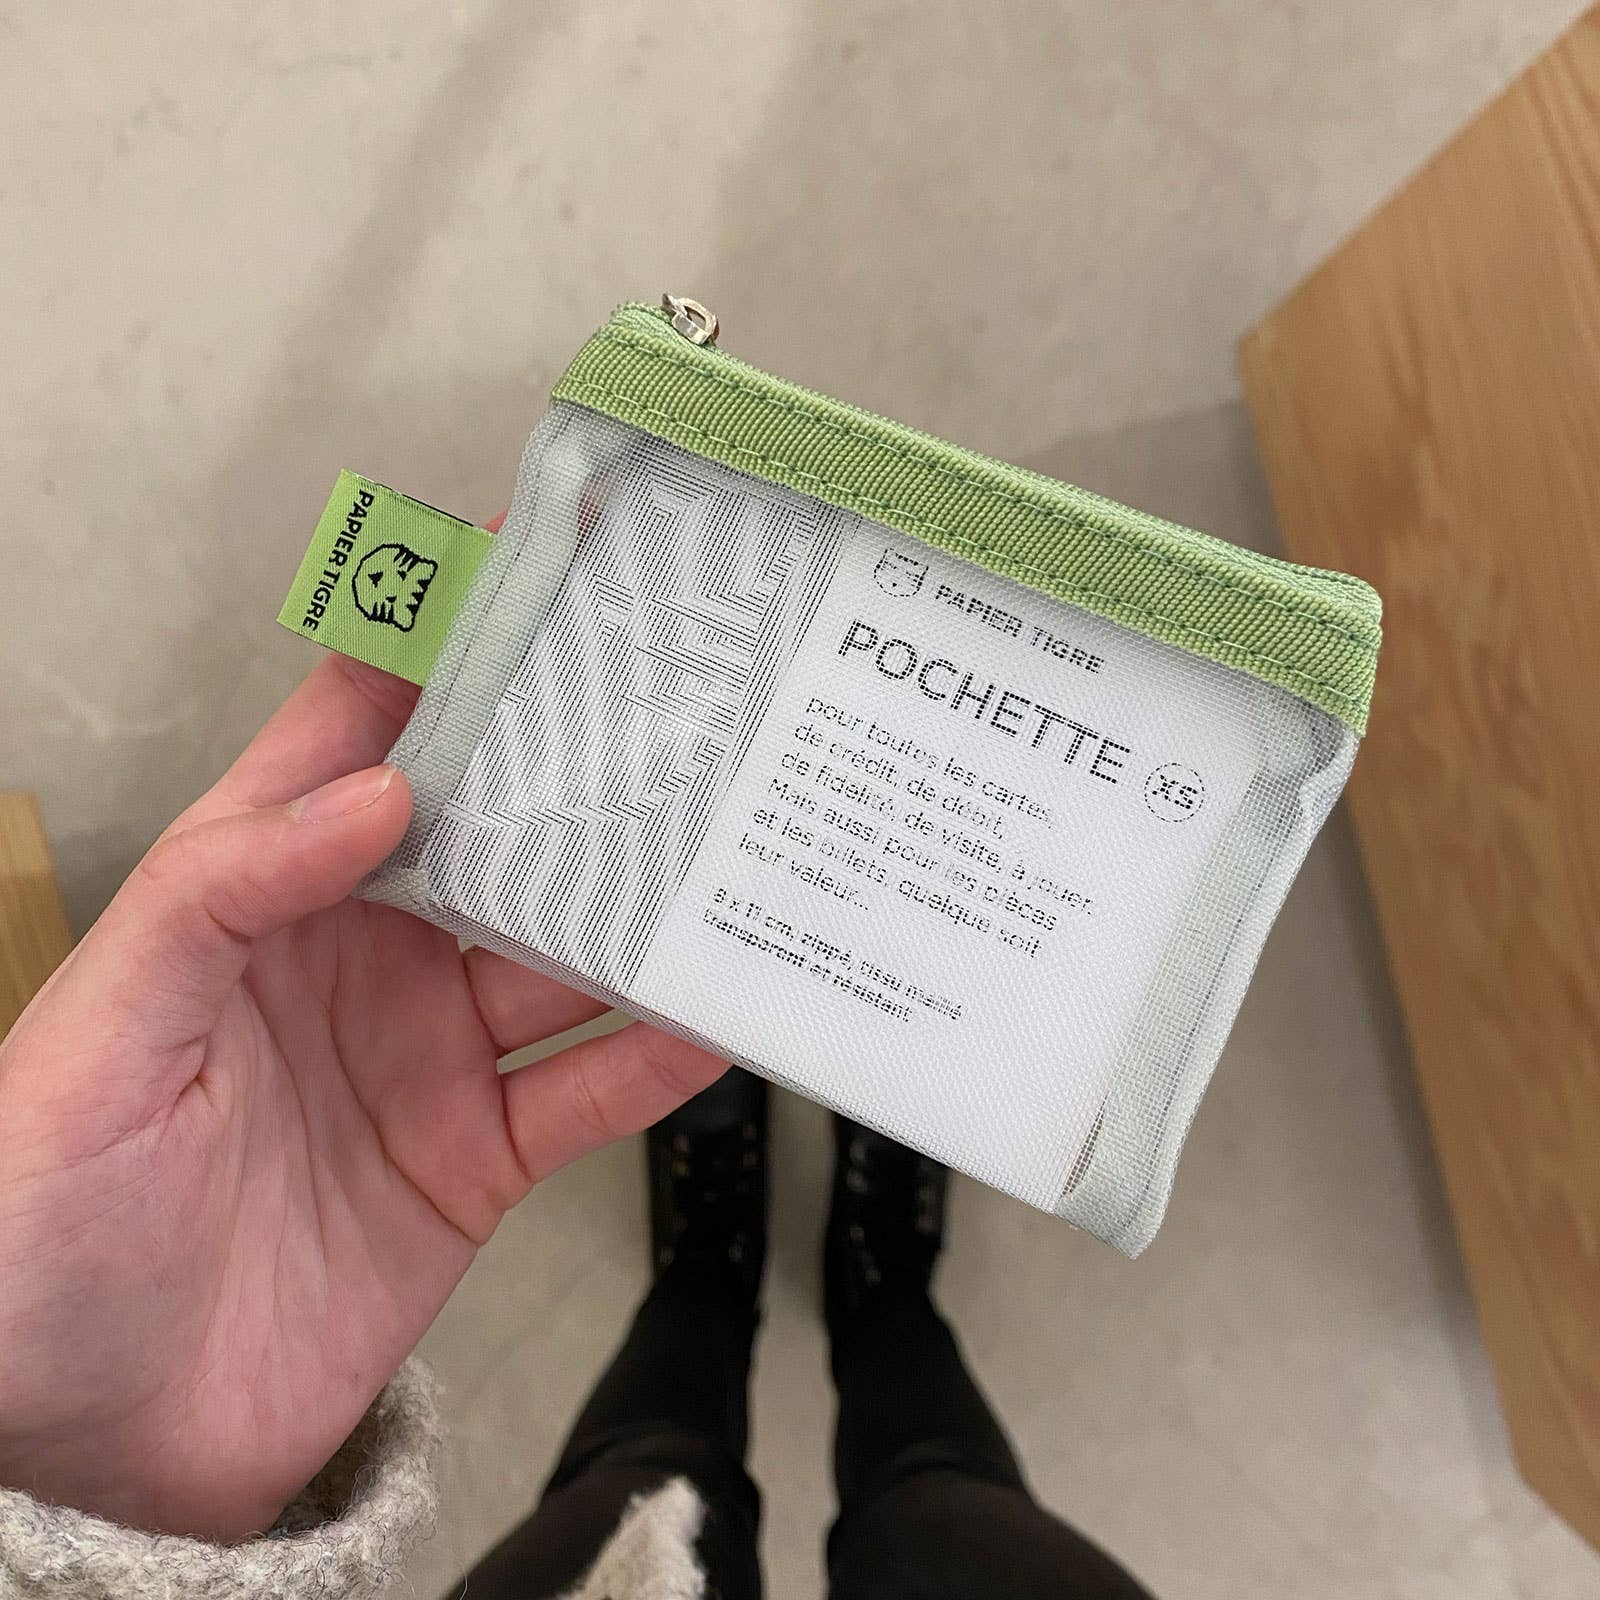 PAPIER TIGRE
PAPIER TIGRE
POCHETTE XS
pour toutes les cartes,
de crédit, de débit,
de fidelité, de visite, à jouer.
Mais aussi pour les pièces
et les billets, quelque soit
leur valeur...
8 x 11 cm, zippé, tissu maillé
transparent et résistant.